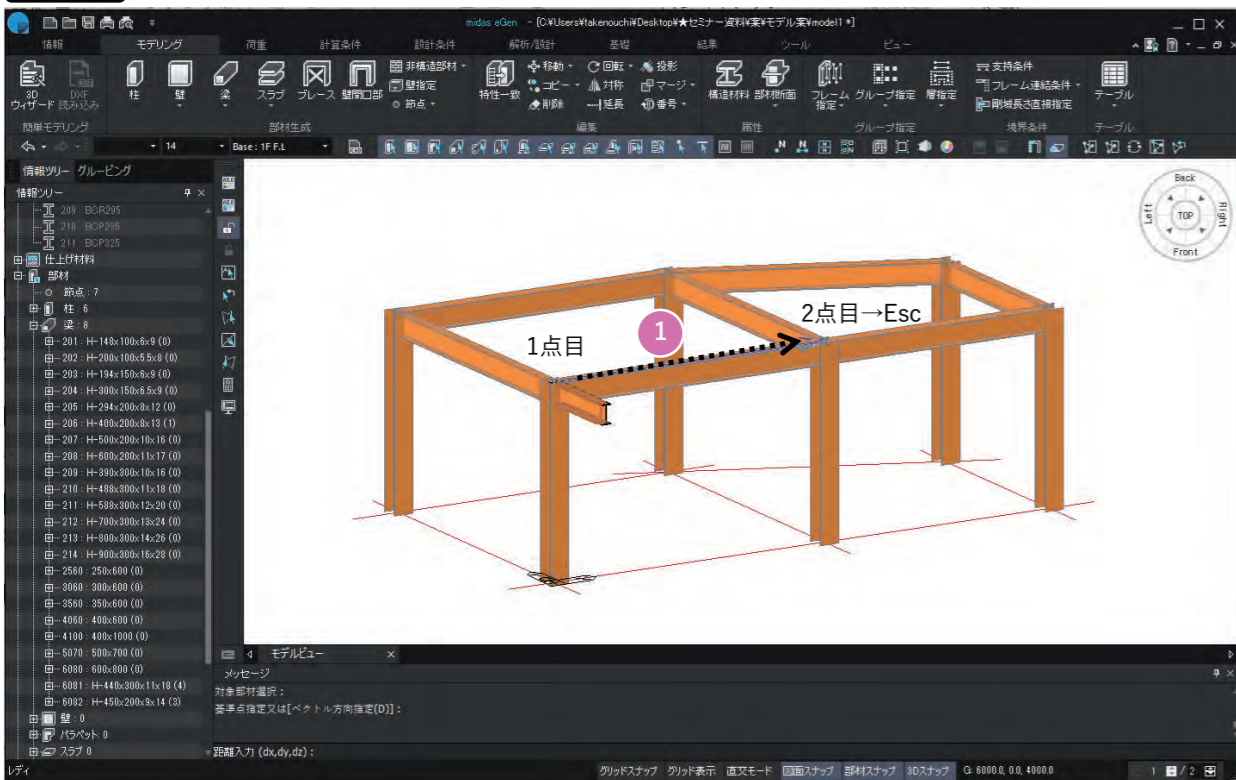 midas eGen - [C:¥Users¥takenouchi¥Desktop¥★セミナー資料¥案¥モデル案¥model1 *]
情報 モデリング 荷重 計算条件 設計条件 解析/設計 基礎 結果 ツール ビュー
3D ウィザード
DXF 読み込み
柱
壁
梁
スラブ
ブレース
壁開口部
非構造部材
壁指定
節点
特性一致
移動
コピー
削除
回転
対称
延長
投影
マージ
番号
構造材料
部材断面
フレーム指定
グループ指定
層指定
支持条件
フレーム連結条件
剛域長さ直接指定
テーブル
簡単モデリング 部材生成 編集 属性 グループ指定 境界条件 テーブル
14 Base : 1F F.L
情報ツリー グルーピング
情報ツリー
209 BCR295
210 BCP235
211 BCP325
仕上げ材料
部材
節点 : 7
柱 : 6
梁 : 8
201 : H-148x100x6x9 (0)
202 : H-200x100x5.5x8 (0)
203 : H-194x150x6x9 (0)
204 : H-300x150x6.5x9 (0)
205 : H-294x200x8x12 (0)
206 : H-400x200x8x13 (1)
207 : H-500x200x10x16 (0)
208 : H-600x200x11x17 (0)
209 : H-390x300x10x16 (0)
210 : H-488x300x11x18 (0)
211 : H-588x300x12x20 (0)
212 : H-700x300x13x24 (0)
213 : H-800x300x14x26 (0)
214 : H-900x300x16x28 (0)
2560 : 250x600 (0)
3060 : 300x600 (0)
3560 : 350x600 (0)
4060 : 400x600 (0)
4100 : 400x1000 (0)
5070 : 500x700 (0)
6080 : 600x800 (0)
6081 : H-440x300x11x18 (4)
6082 : H-450x200x9x14 (3)
壁 : 0
パラペット: 0
スラブ 0
Back
Left
TOP
Right
Front
1点目
1
2点目→Esc
モデルビュー
メッセージ
対象部材選択 :
基準点指定又は[ベクトル方向指定(D)] :
距離入力 (dx,dy,dz) :
レディ グリッドスナップ グリッド表示 直交モード 図面スナップ 部材スナップ 3Dスナップ G: 6000.0, 0.0, 4000.0 1 / 2